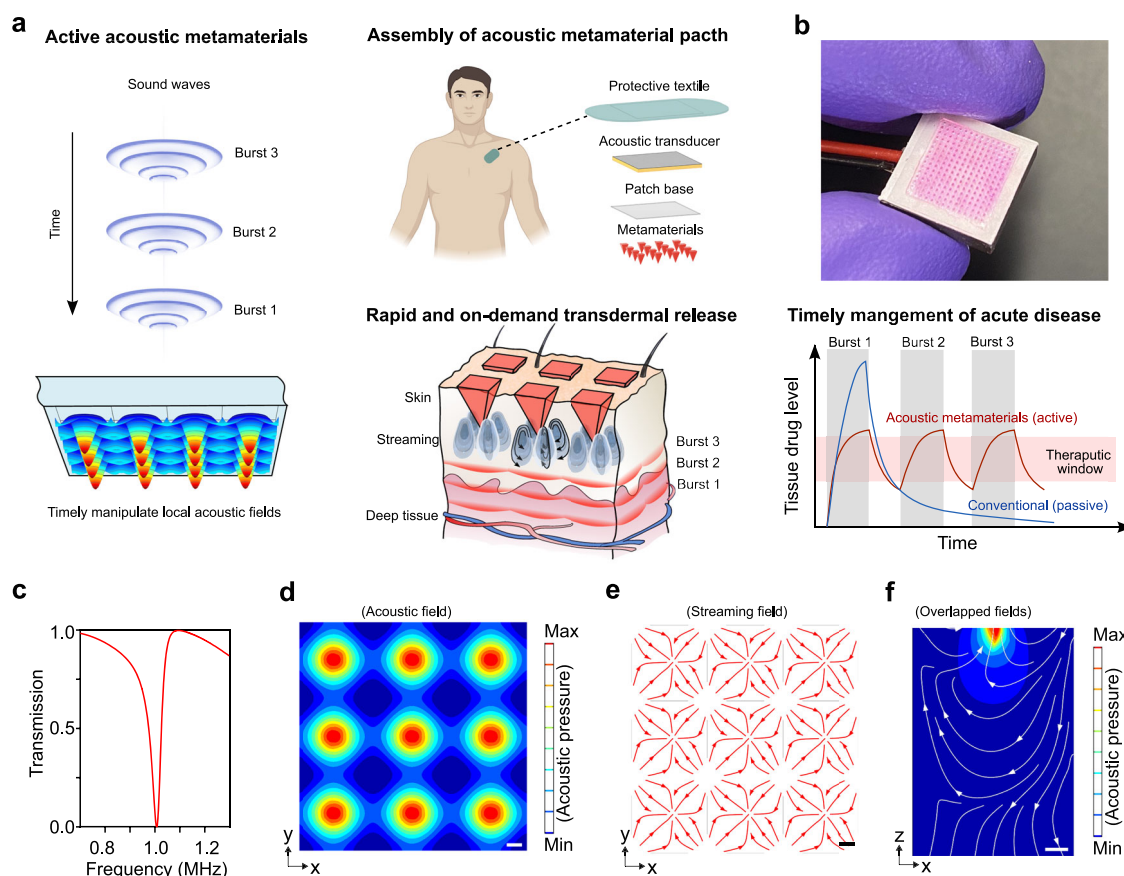 a
Active acoustic metamaterials
Sound waves
Time
Burst 3
Burst 2
Burst 1
Timely manipulate local acoustic fields
Assembly of acoustic metamaterial pacth
Protective textile
Acoustic transducer
Patch base
Metamaterials
Rapid and on-demand transdermal release
Skin
Streaming
Deep tissue
Burst 3
Burst 2
Burst 1
b
Timely mangement of acute disease
Burst 1
Burst 2
Burst 3
Tissue drug level
Acoustic metamaterials (active)
Theraputic
window
Conventional (passive)
Time
c
Transmission
1.0
0.5
0.0
0.8
1.0
1.2
Frequency (MHz)
d
(Acoustic field)
Max
(Acoustic pressure)
Min
y
x
e
(Streaming field)
y
x
f
(Overlapped fields)
Max
(Acoustic pressure)
Min
z
x